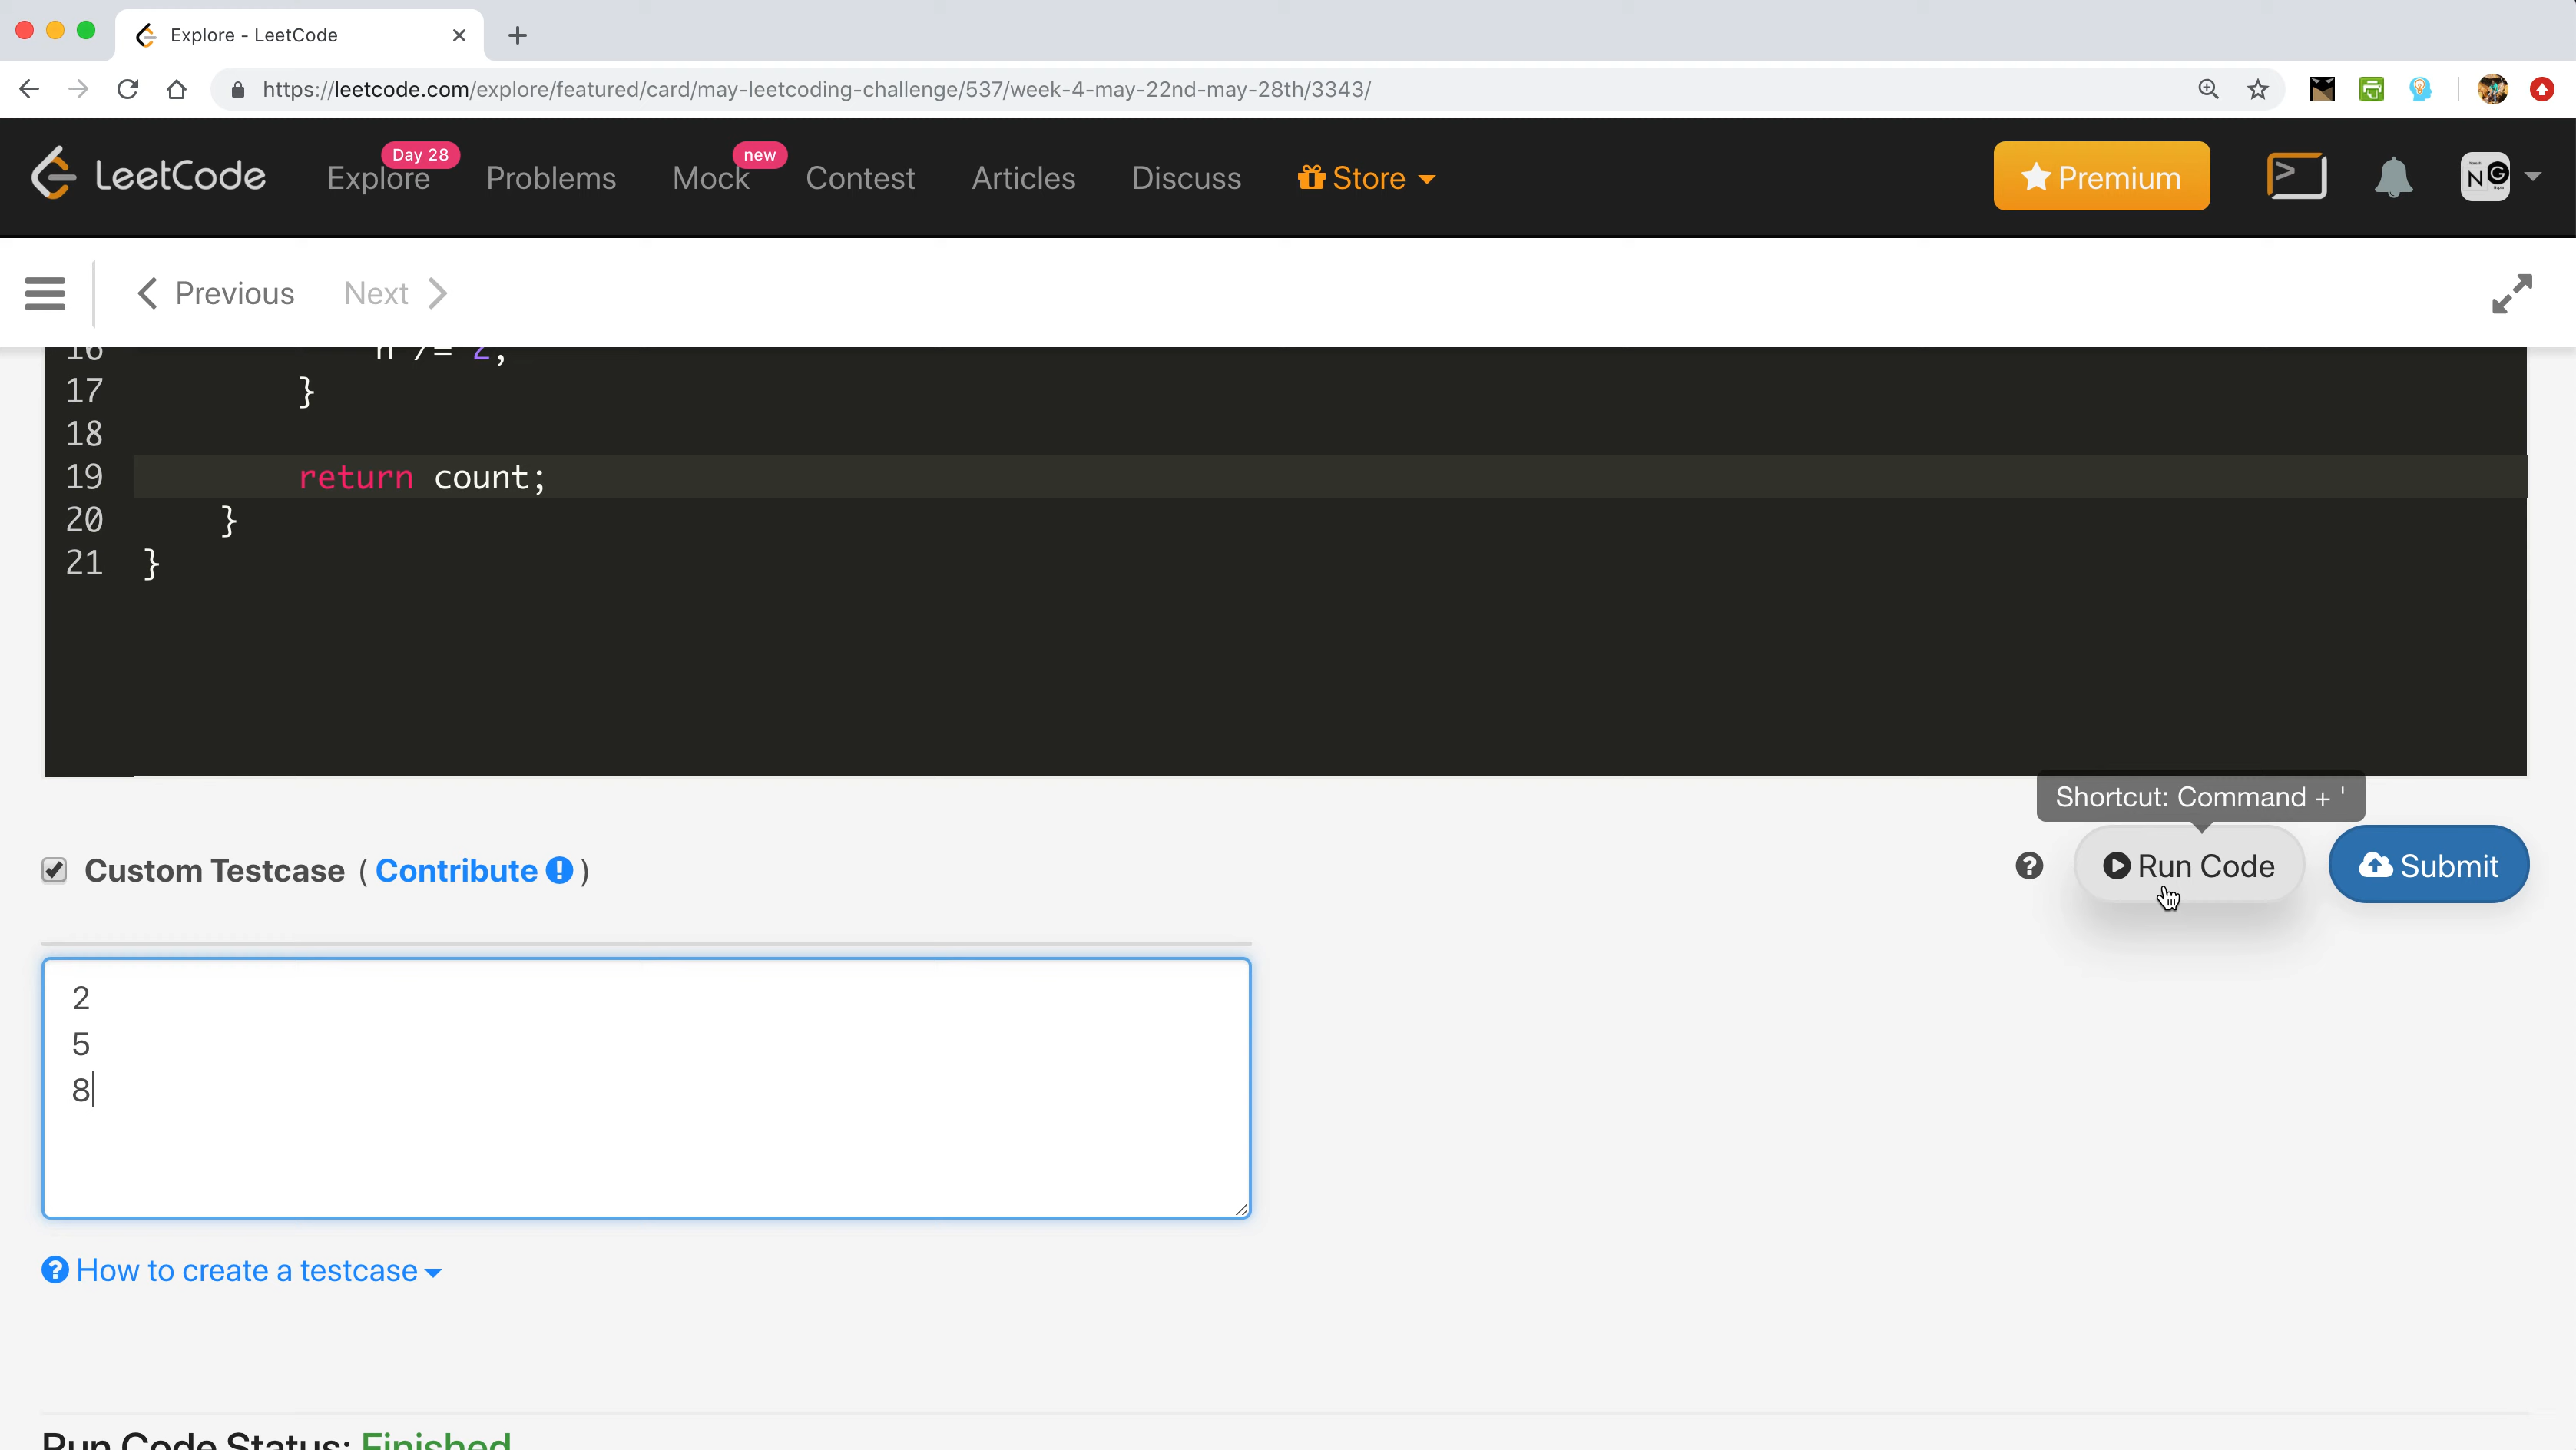 Explore - LeetCode
https://leetcode.com/explore/featured/card/may-leetcoding-challenge/537/week-4-may-22nd-may-28th/3343/
LeetCode Explore Day 28 Problems Mock new Contest Articles Discuss Store Premium N G
Previous Next
16 n /= 2;
17 }
18
19 return count;
20 }
21 }
Shortcut: Command + '
Custom Testcase ( Contribute ! ) ? Run Code Submit
2
5
8
? How to create a testcase
Run Code Status: Finished